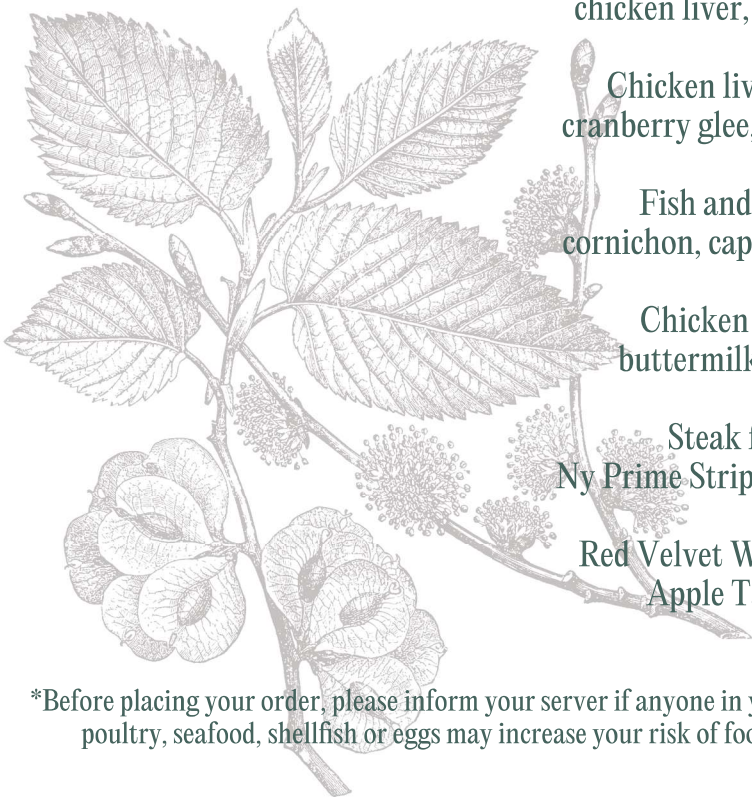 chicken liver,
Chicken liv
cranberry glee,
Fish and
cornichon, cap
Chicken
buttermilk
Steak f
Ny Prime Strip
Red Velvet W
Apple T
*Before placing your order, please inform your server if anyone in y
poultry, seafood, shellfish or eggs may increase your risk of foo